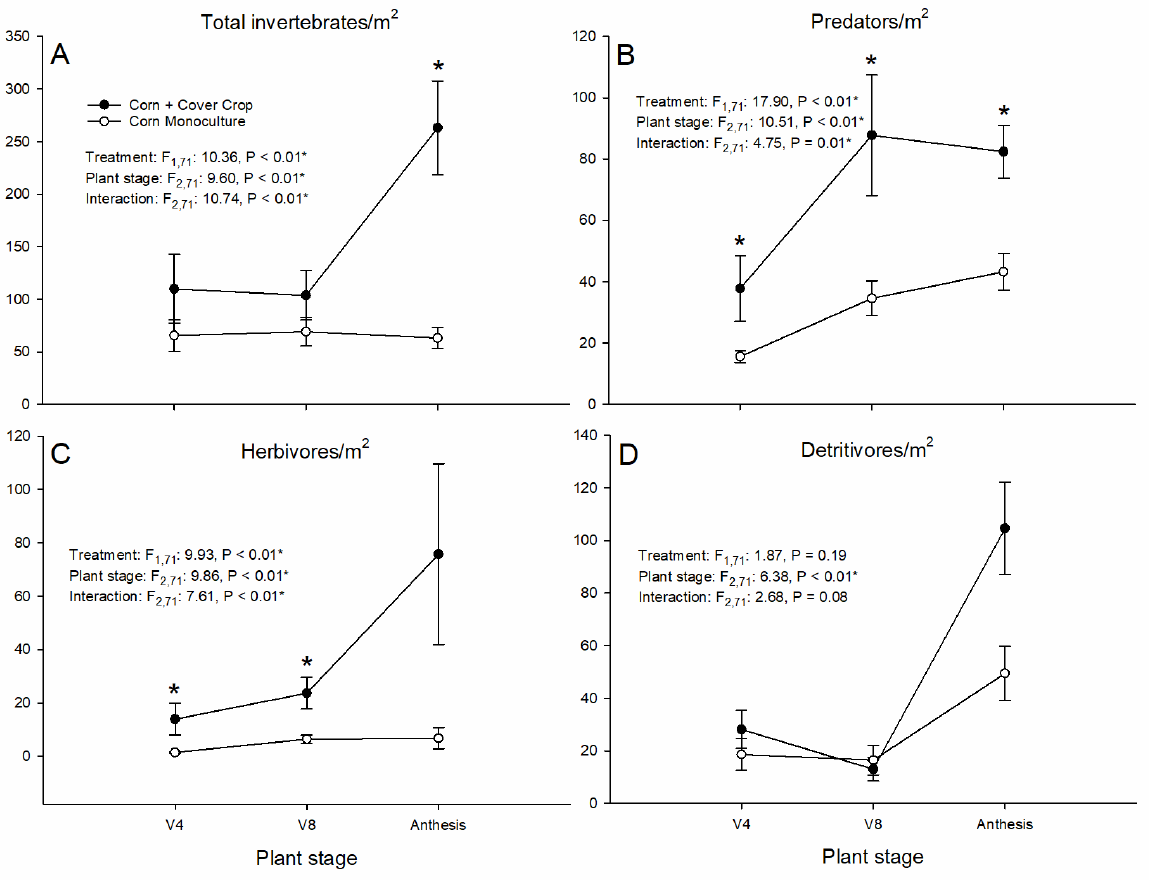 Total invertebrates/m2
A
350
300
250
200
150
100
50
0
*
Corn + Cover Crop
Corn Monoculture
Treatment: F1,71: 10.36, P < 0.01*
Plant stage: F2,71: 9.60, P < 0.01*
Interaction: F2,71: 10.74, P < 0.01*
Predators/m2
B
120
100
80
60
40
20
0
Treatment: F1,71: 17.90, P < 0.01*
Plant stage: F2,71: 10.51, P < 0.01*
Interaction: F2,71: 4.75, P = 0.01*
*
*
*
Herbivores/m2
C
120
100
80
60
40
20
0
Treatment: F1,71: 9.93, P < 0.01*
Plant stage: F2,71: 9.86, P < 0.01*
Interaction: F2,71: 7.61, P < 0.01*
*
*
V4 V8 Anthesis
Plant stage
Detritivores/m2
D
140
120
100
80
60
40
20
0
Treatment: F1,71: 1.87, P = 0.19
Plant stage: F2,71: 6.38, P < 0.01*
Interaction: F2,71: 2.68, P = 0.08
V4 V8 Anthesis
Plant stage